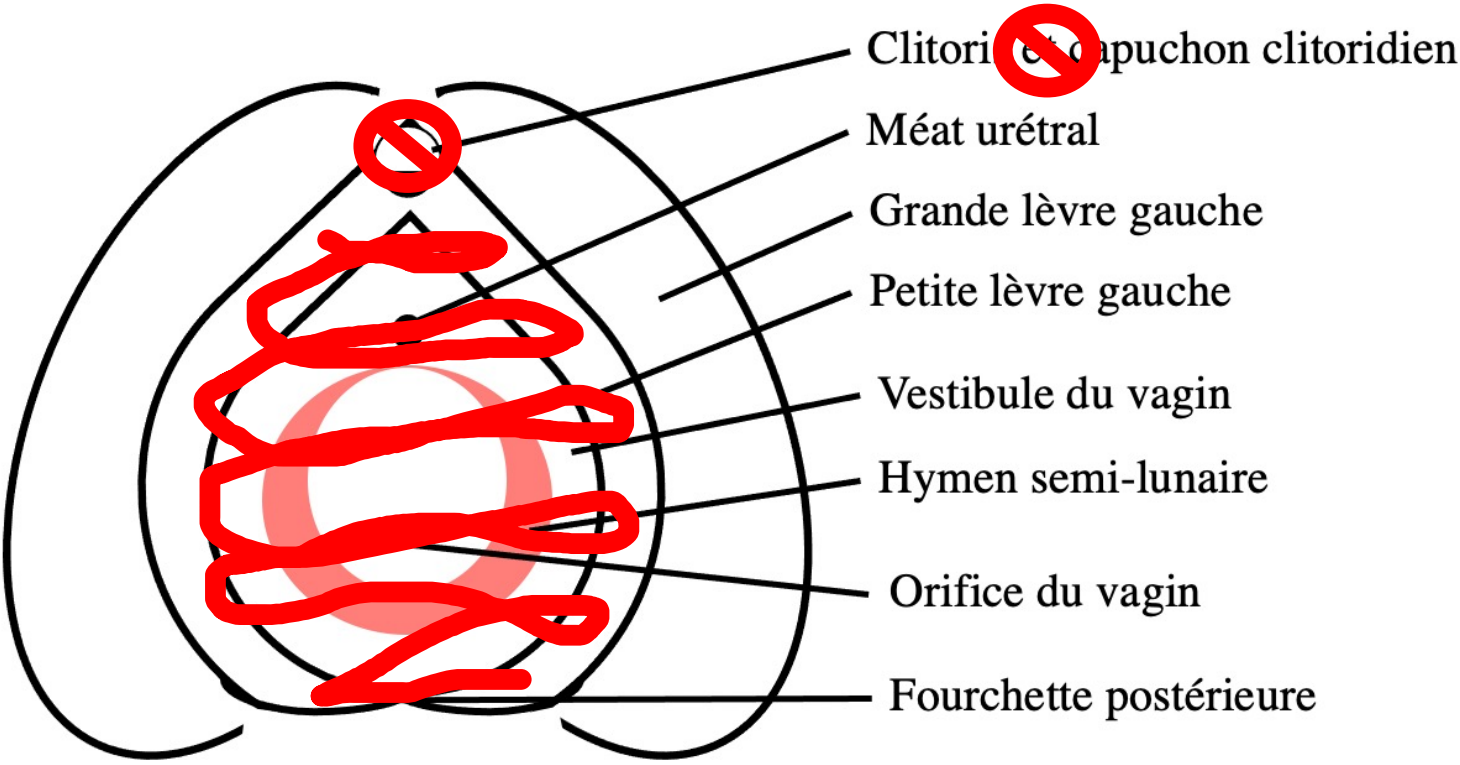 Clitori capuchon clitoridien
Méat urétral
Grande lèvre gauche
Petite lèvre gauche
Vestibule du vagin
Hymen semi-lunaire
Orifice du vagin
Fourchette postérieure